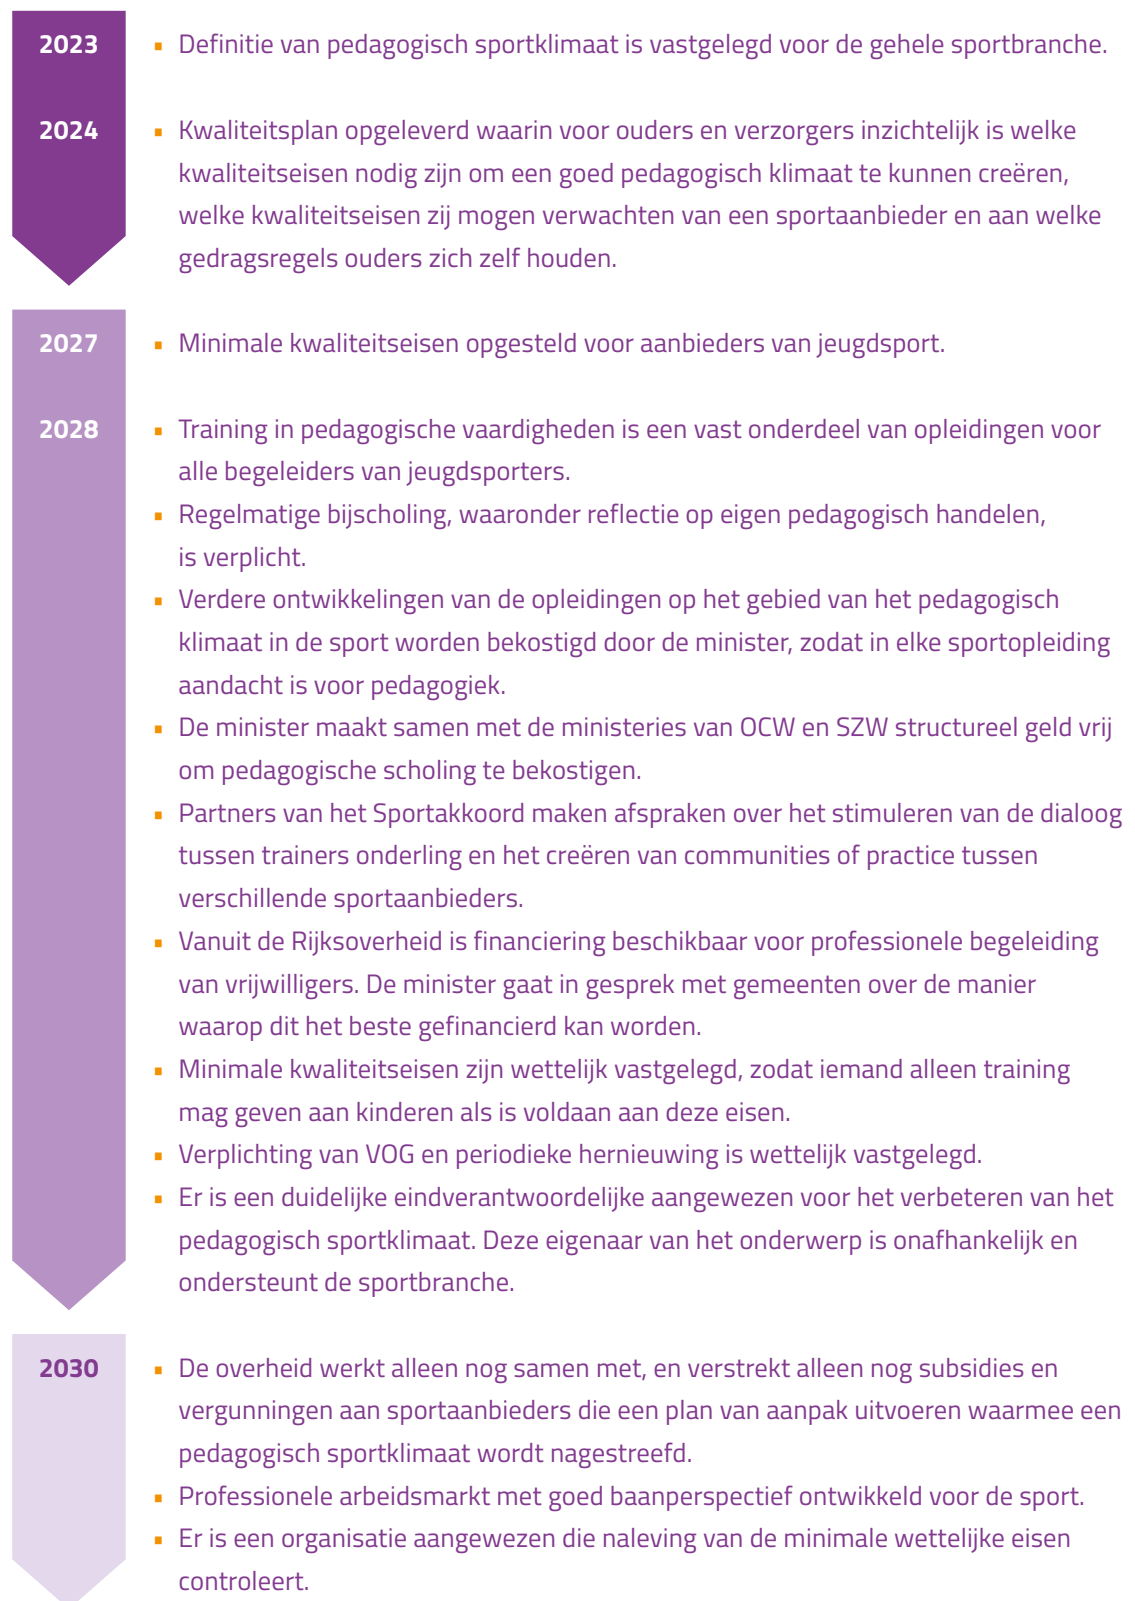 2023
▪ Definitie van pedagogisch sportklimaat is vastgelegd voor de gehele sportbranche.
2024
▪ Kwaliteitsplan opgeleverd waarin voor ouders en verzorgers inzichtelijk is welke
kwaliteitseisen nodig zijn om een goed pedagogisch klimaat te kunnen creëren,
welke kwaliteitseisen zij mogen verwachten van een sportaanbieder en aan welke
gedragsregels ouders zich zelf houden.
2027
▪ Minimale kwaliteitseisen opgesteld voor aanbieders van jeugdsport.
2028
▪ Training in pedagogische vaardigheden is een vast onderdeel van opleidingen voor
alle begeleiders van jeugdsporters.
▪ Regelmatige bijscholing, waaronder reflectie op eigen pedagogisch handelen,
is verplicht.
▪ Verdere ontwikkelingen van de opleidingen op het gebied van het pedagogisch
klimaat in de sport worden bekostigd door de minister, zodat in elke sportopleiding
aandacht is voor pedagogiek.
▪ De minister maakt samen met de ministeries van OCW en SZW structureel geld vrij
om pedagogische scholing te bekostigen.
▪ Partners van het Sportakkoord maken afspraken over het stimuleren van de dialoog
tussen trainers onderling en het creëren van communities of practice tussen
verschillende sportaanbieders.
▪ Vanuit de Rijksoverheid is financiering beschikbaar voor professionele begeleiding
van vrijwilligers. De minister gaat in gesprek met gemeenten over de manier
waarop dit het beste gefinancierd kan worden.
▪ Minimale kwaliteitseisen zijn wettelijk vastgelegd, zodat iemand alleen training
mag geven aan kinderen als is voldaan aan deze eisen.
▪ Verplichting van VOG en periodieke hernieuwing is wettelijk vastgelegd.
▪ Er is een duidelijke eindverantwoordelijke aangewezen voor het verbeteren van het
pedagogisch sportklimaat. Deze eigenaar van het onderwerp is onafhankelijk en
ondersteunt de sportbranche.
2030
▪ De overheid werkt alleen nog samen met, en verstrekt alleen nog subsidies en
vergunningen aan sportaanbieders die een plan van aanpak uitvoeren waarmee een
pedagogisch sportklimaat wordt nagestreefd.
▪ Professionele arbeidsmarkt met goed baanperspectief ontwikkeld voor de sport.
▪ Er is een organisatie aangewezen die naleving van de minimale wettelijke eisen
controleert.